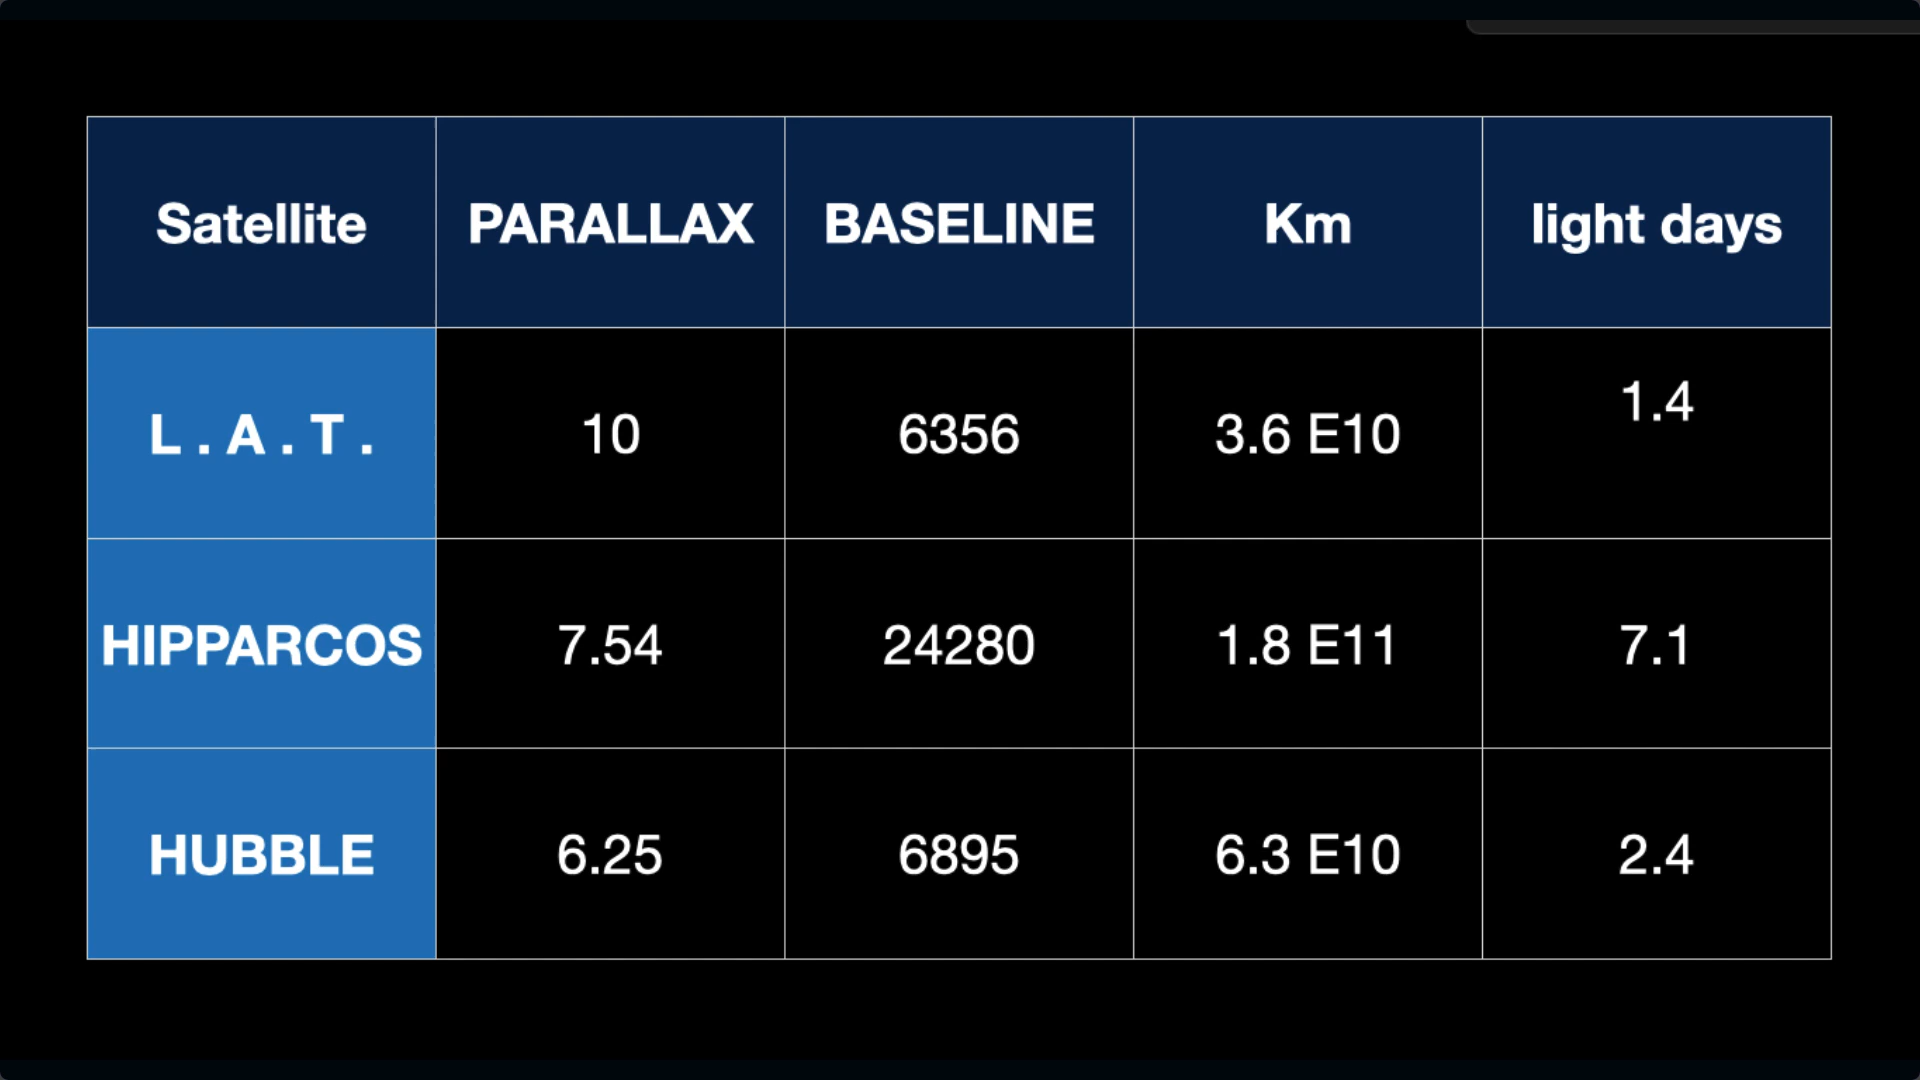 Satellite PARALLAX BASELINE Km light days
L . A . T . 10 6356 3.6 E10 1.4
HIPPARCOS 7.54 24280 1.8 E11 7.1
HUBBLE 6.25 6895 6.3 E10 2.4